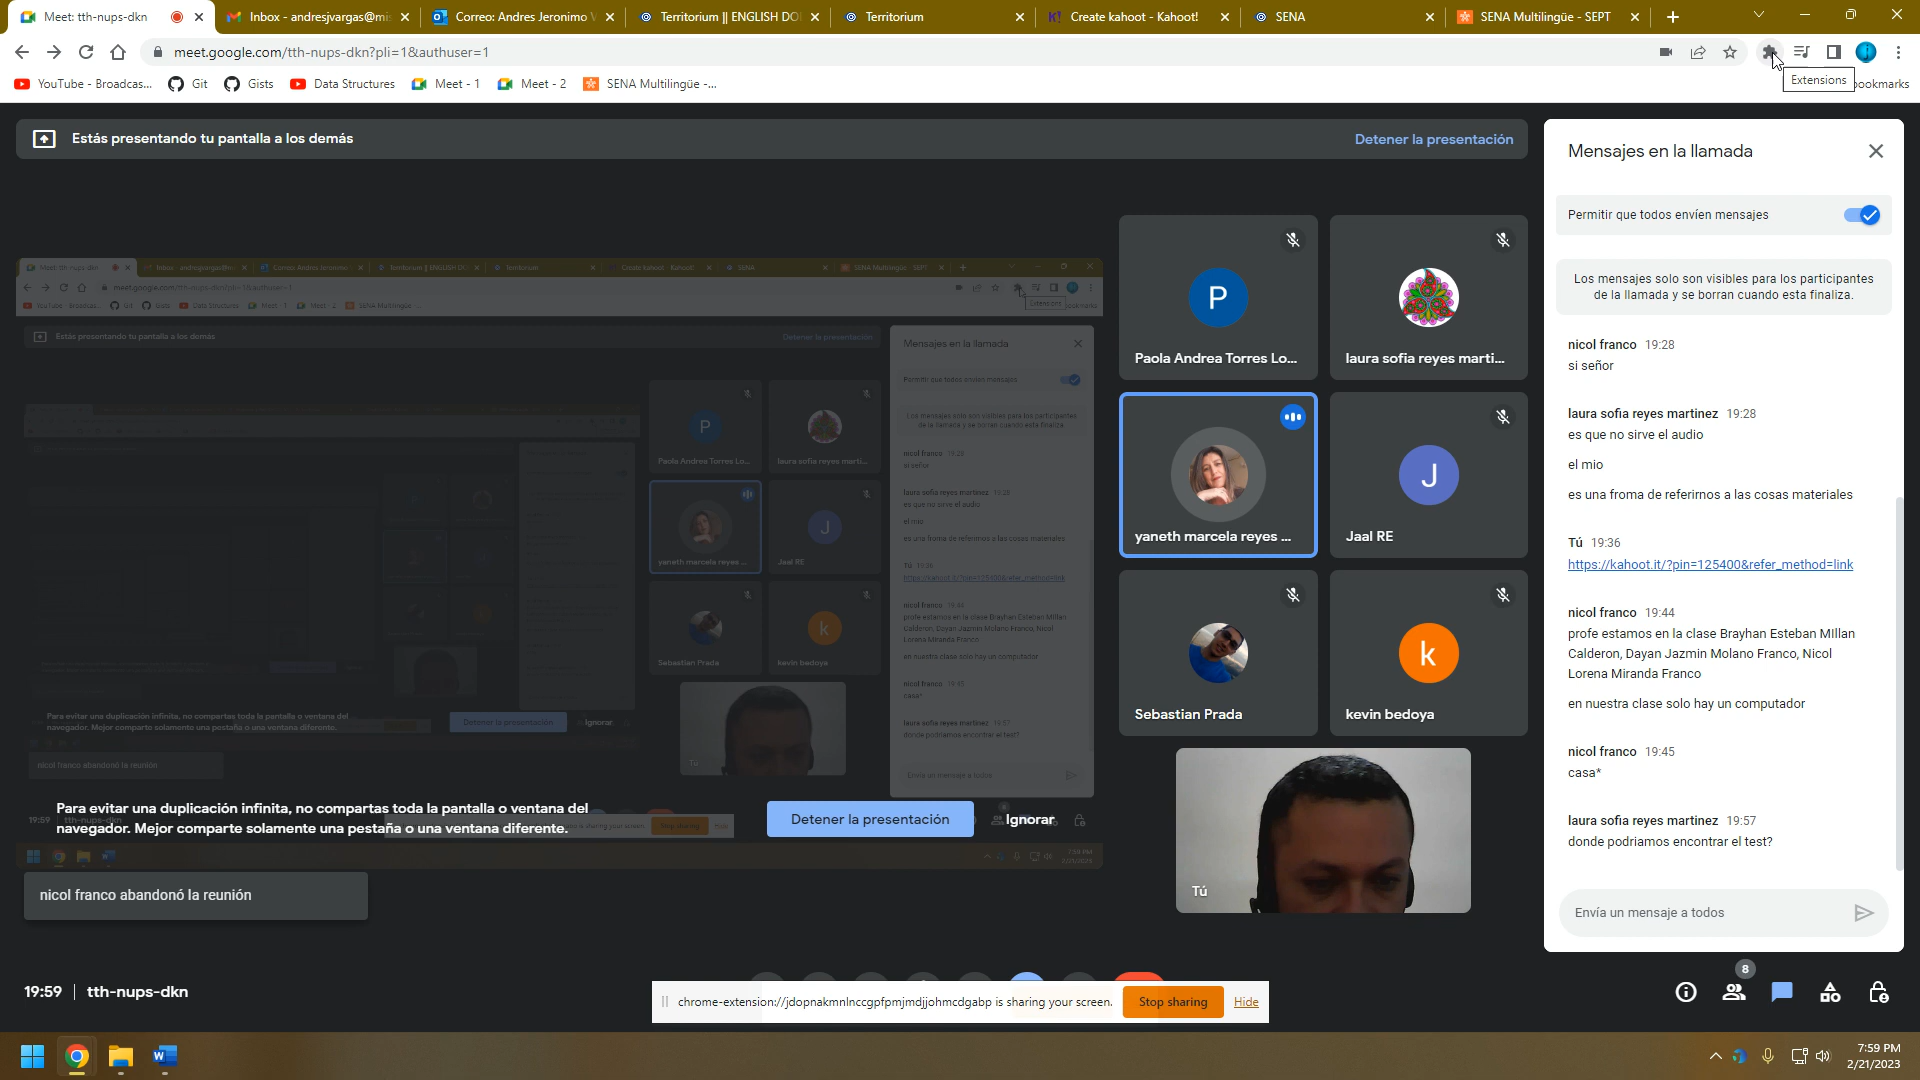 Meet: tth-nups-dkn
Inbox - andresjvargas@mi
Correo: Andres Jeronimo V
Territorium || ENGLISH DO
Territorium
Create kahoot - Kahoot!
SENA
SENA Multilingüe - SEPT
meet.google.com/tth-nups-dkn?pli=1&authuser=1
Extensions
YouTube - Broadcas...
Git
Gists
Data Structures
Meet - 1
Meet - 2
SENA Multilingüe -...
bookmarks
Estás presentando tu pantalla a los demás
Detener la presentación
Paola Andrea Torres Lo...
laura sofia reyes marti...
yaneth marcela reyes ...
J
Jaal RE
P
Sebastian Prada
k
kevin bedoya
Tú
Para evitar una duplicación infinita, no compartas toda la pantalla o ventana del
navegador. Mejor comparte solamente una pestaña o una ventana diferente.
Detener la presentación
Ignorar
nicol franco abandonó la reunión
Mensajes en la llamada
Permitir que todos envíen mensajes
Los mensajes solo son visibles para los participantes
de la llamada y se borran cuando esta finaliza.
nicol franco 19:28
si señor
laura sofia reyes martinez 19:28
es que no sirve el audio
el mio
es una froma de referirnos a las cosas materiales
Tú 19:36
https://kahoot.it/?pin=125400&refer_method=link
nicol franco 19:44
profe estamos en la clase Brayhan Esteban MIllan
Calderon, Dayan Jazmin Molano Franco, Nicol
Lorena Miranda Franco
en nuestra clase solo hay un computador
nicol franco 19:45
casa*
laura sofia reyes martinez 19:57
donde podriamos encontrar el test?
Envía un mensaje a todos
19:59 | tth-nups-dkn
chrome-extension://jdopnakmnlnccgpfpmjmdjjohmcdgabp is sharing your screen.
Stop sharing
Hide
8
7:59 PM
2/21/2023